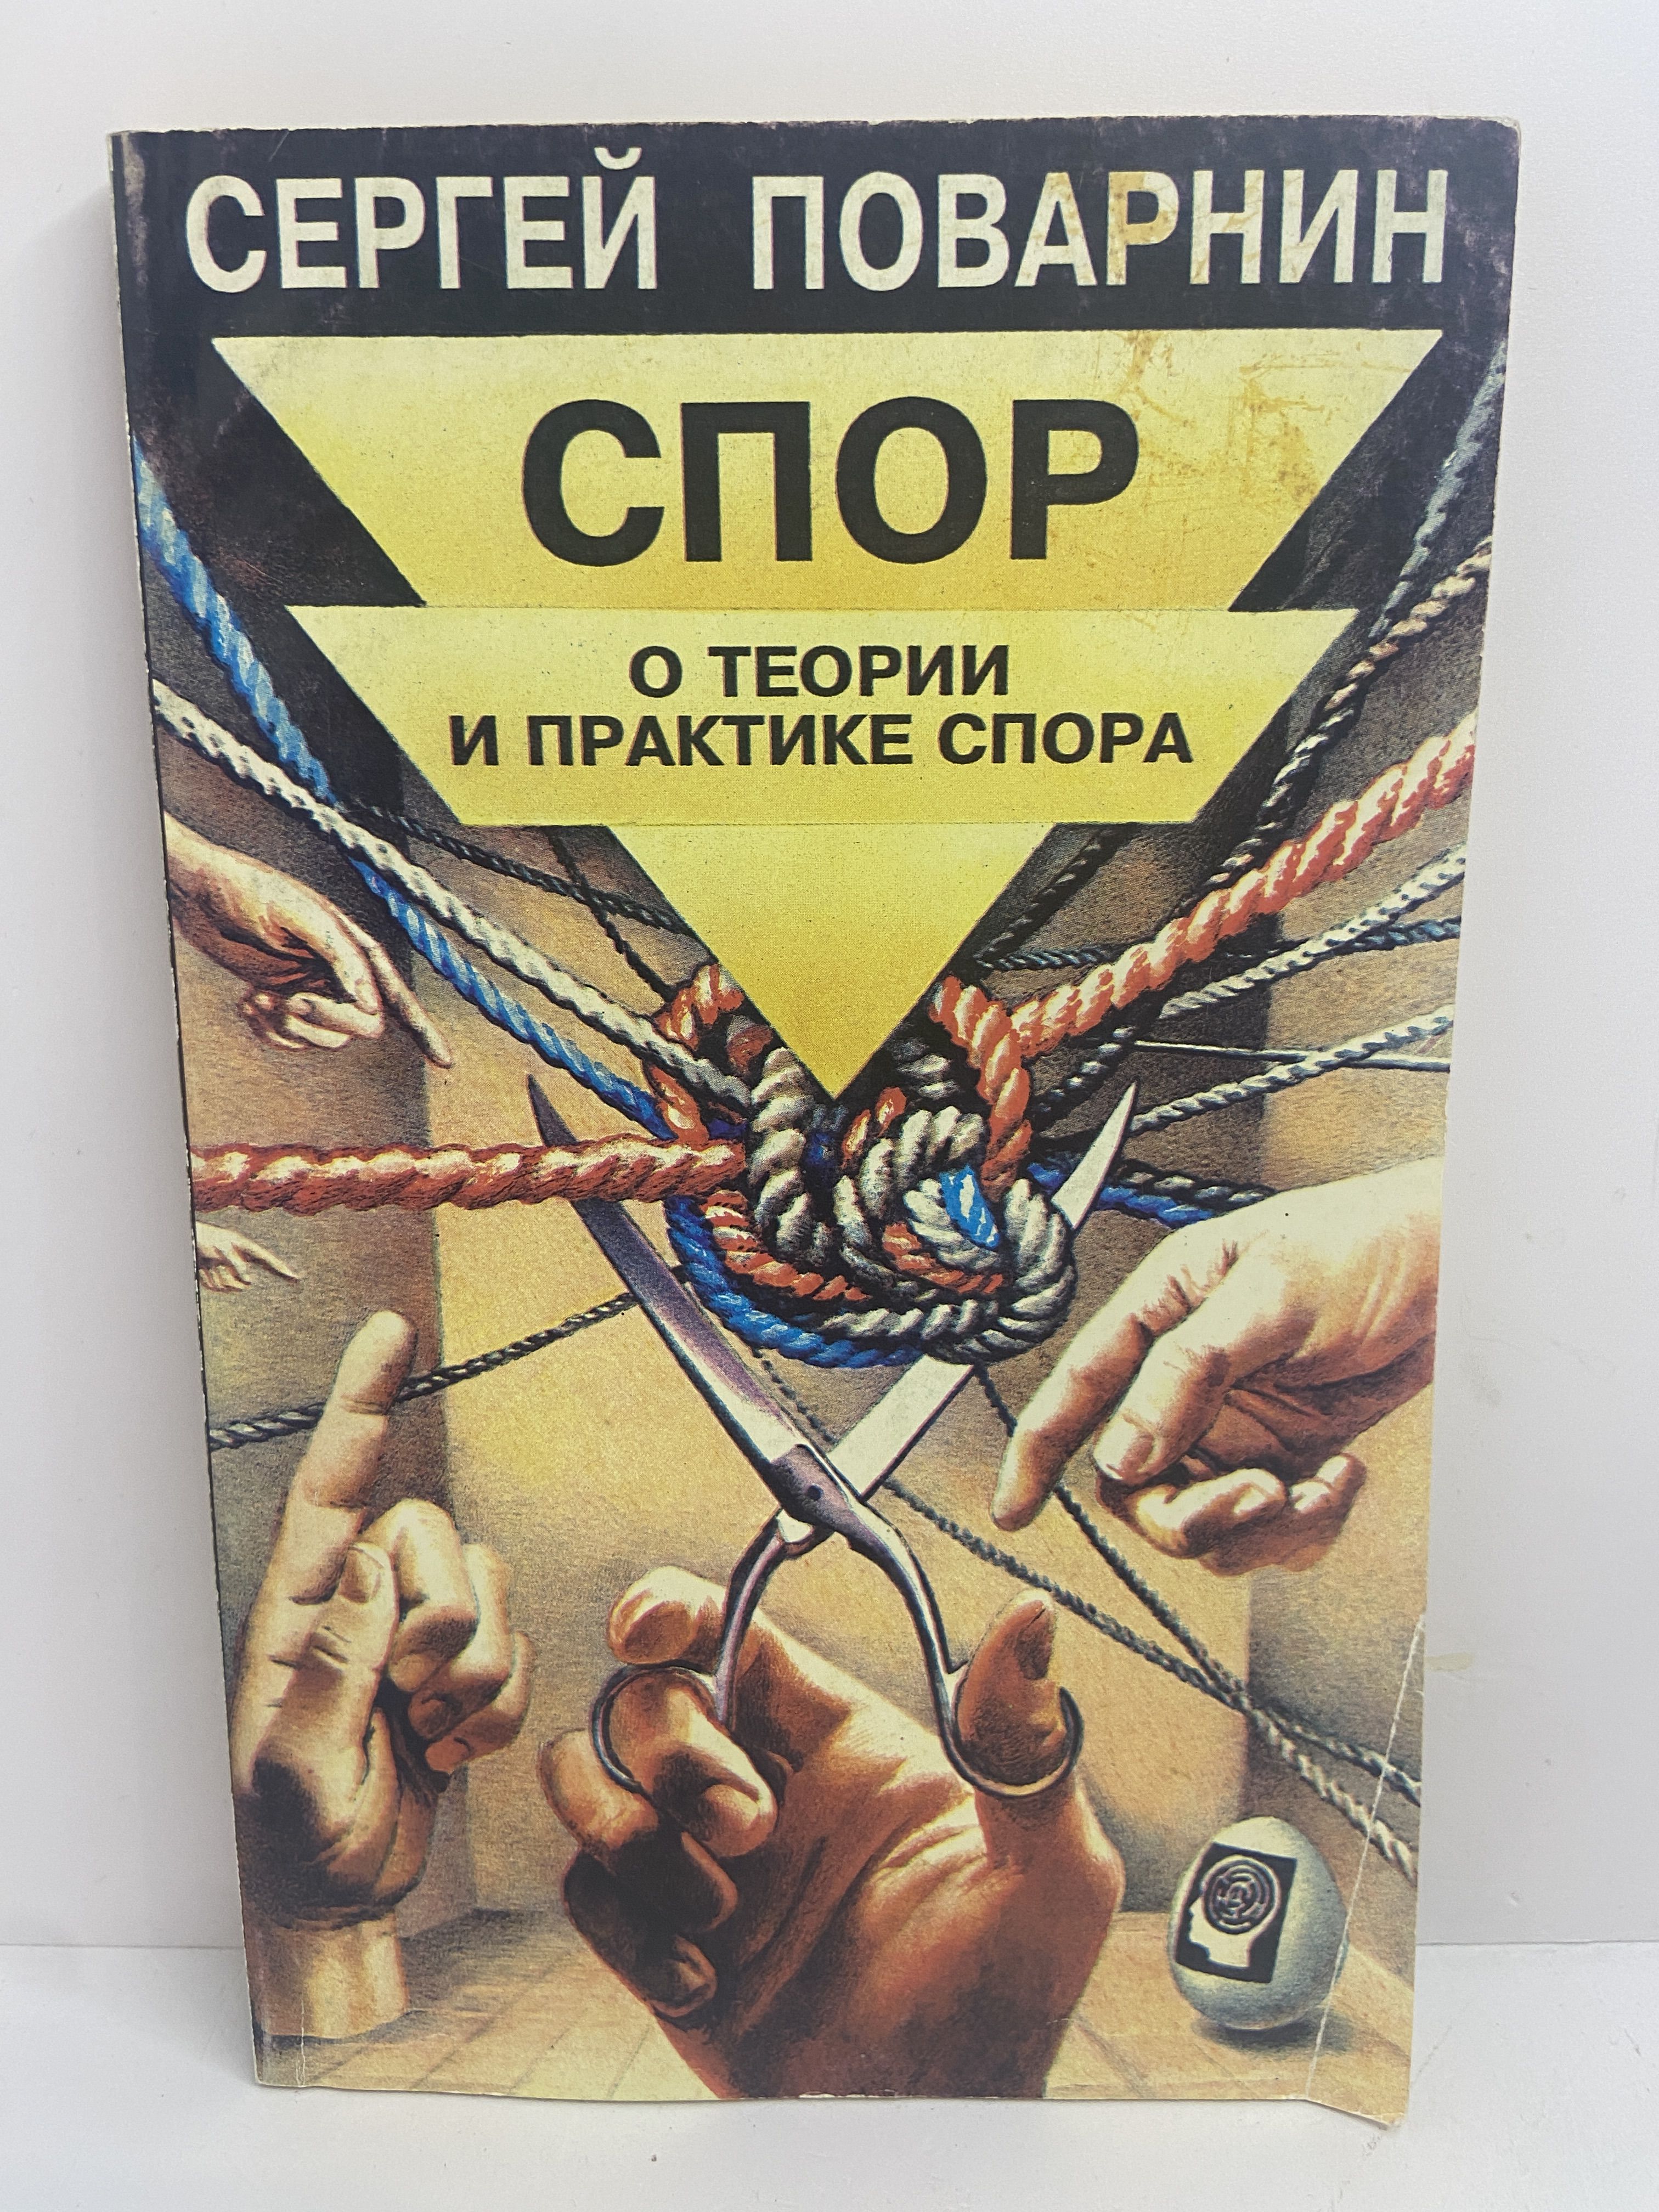 СЕРГЕЙ ПОВАРНИН
СПОР
О ТЕОРИИ
И ПРАКТИКЕ СПОРА